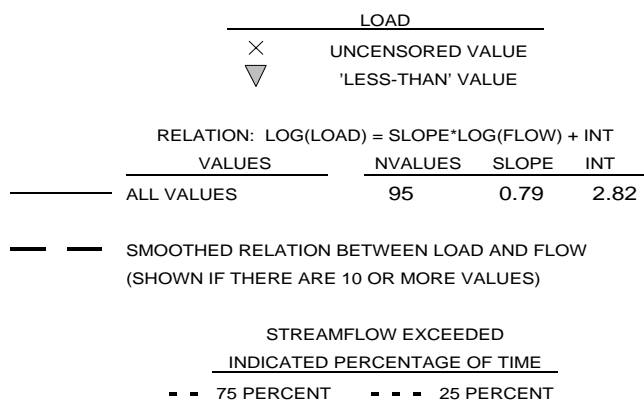 LOAD
UNCENSORED VALUE
'LESS-THAN' VALUE
RELATION: LOG(LOAD) = SLOPE*LOG(FLOW) + INT
VALUES NVALUES SLOPE INT
ALL VALUES 95 0.79 2.82
SMOOTHED RELATION BETWEEN LOAD AND FLOW
(SHOWN IF THERE ARE 10 OR MORE VALUES)
STREAMFLOW EXCEEDED
INDICATED PERCENTAGE OF TIME
75 PERCENT 25 PERCENT